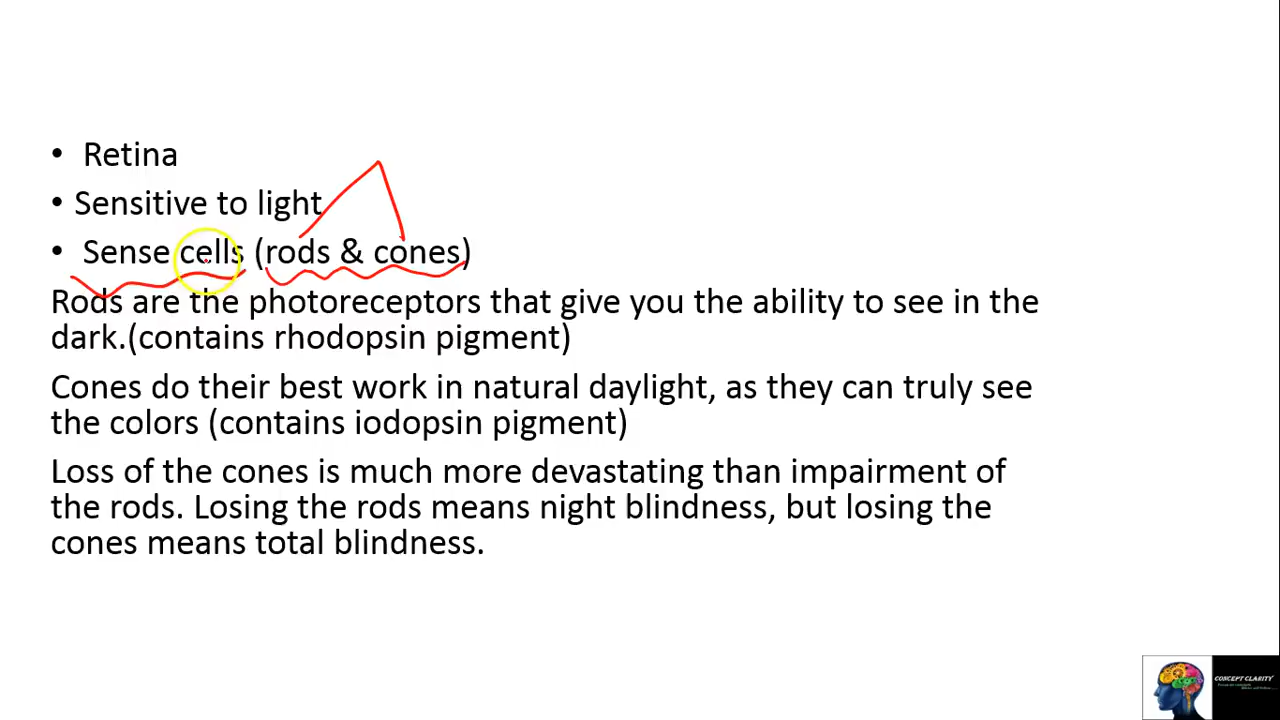 • Retina
• Sensitive to light
• Sense cells (rods & cones)
Rods are the photoreceptors that give you the ability to see in the
dark.(contains rhodopsin pigment)
Cones do their best work in natural daylight, as they can truly see
the colors (contains iodopsin pigment)
Loss of the cones is much more devastating than impairment of
the rods. Losing the rods means night blindness, but losing the
cones means total blindness.
CONCEPT CLARITY